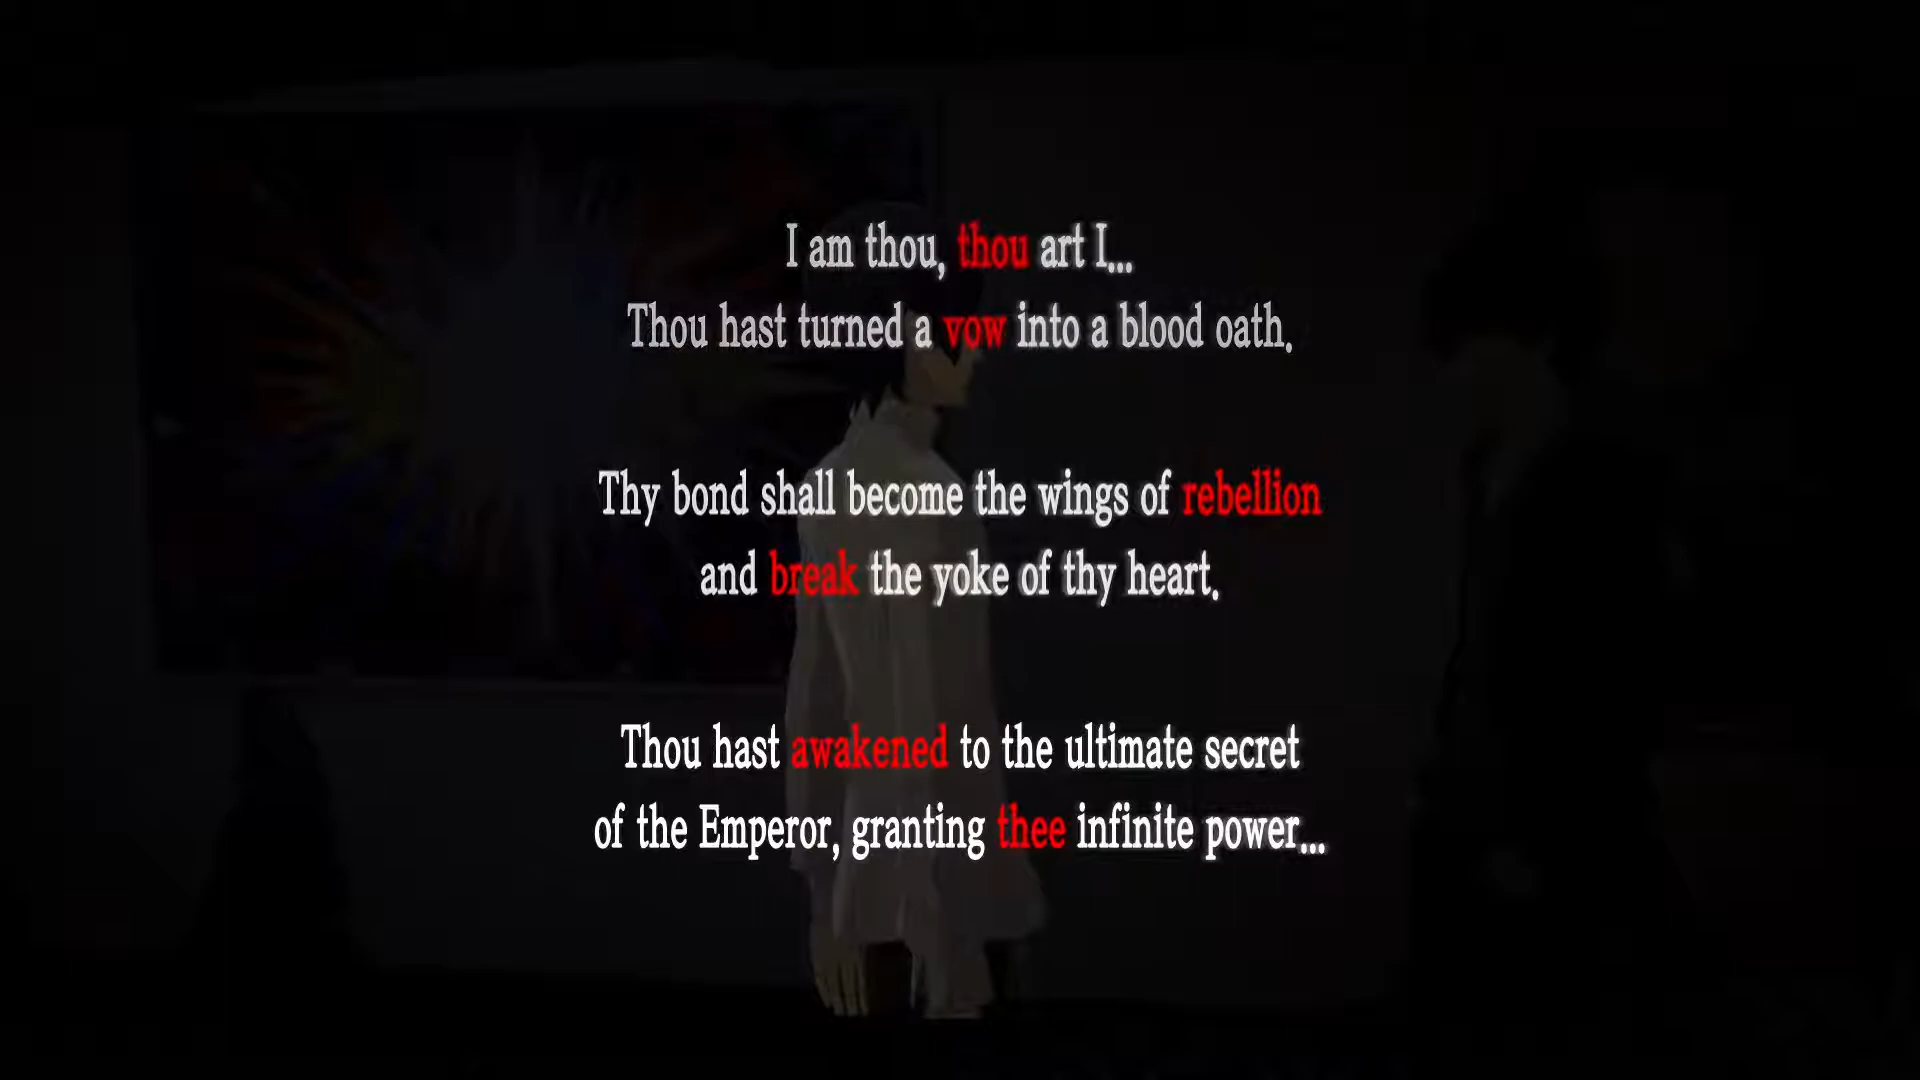 I am thou, thou art I...
Thou hast turned a vow into a blood oath.
Thy bond shall become the wings of rebellion
and break the yoke of thy heart.
Thou hast awakened to the ultimate secret
of the Emperor, granting thee infinite power...